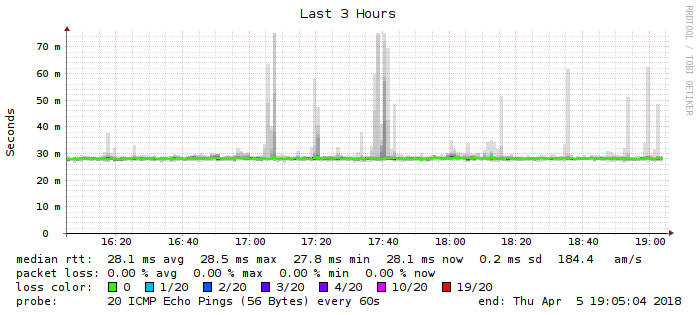 Last 3 Hours
RRDTOOL / TOBI OETIKER
Seconds
70 m
60 m
50 m
40 m
30 m
20 m
10 m
0
16:20 16:40 17:00 17:20 17:40 18:00 18:20 18:40 19:00
median rtt: 28.1 ms avg 28.5 ms max 27.8 ms min 28.1 ms now 0.2 ms sd 184.4 am/s
packet loss: 0.00 % avg 0.00 % max 0.00 % min 0.00 % now
loss color: 0 1/20 2/20 3/20 4/20 10/20 19/20
probe: 20 ICMP Echo Pings (56 Bytes) every 60s end: Thu Apr 5 19:05:04 2018